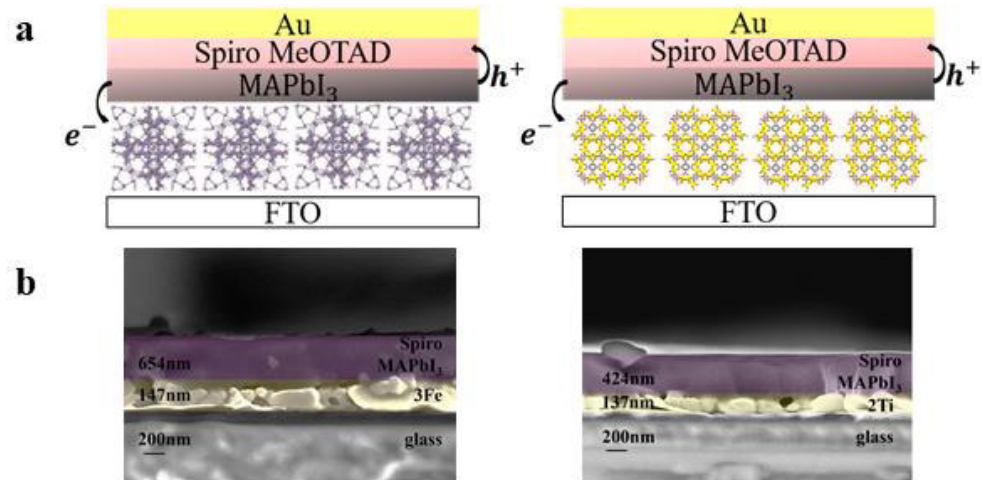 a
Au
Spiro MeOTAD
MAPbI₃
h⁺
e⁻
FTO
Au
Spiro MeOTAD
MAPbI₃
h⁺
e⁻
FTO
b
Spiro
654nm MAPbI₃
147nm 3Fe
200nm glass
Spiro
424nm MAPbI₃
137nm 2Ti
200nm glass